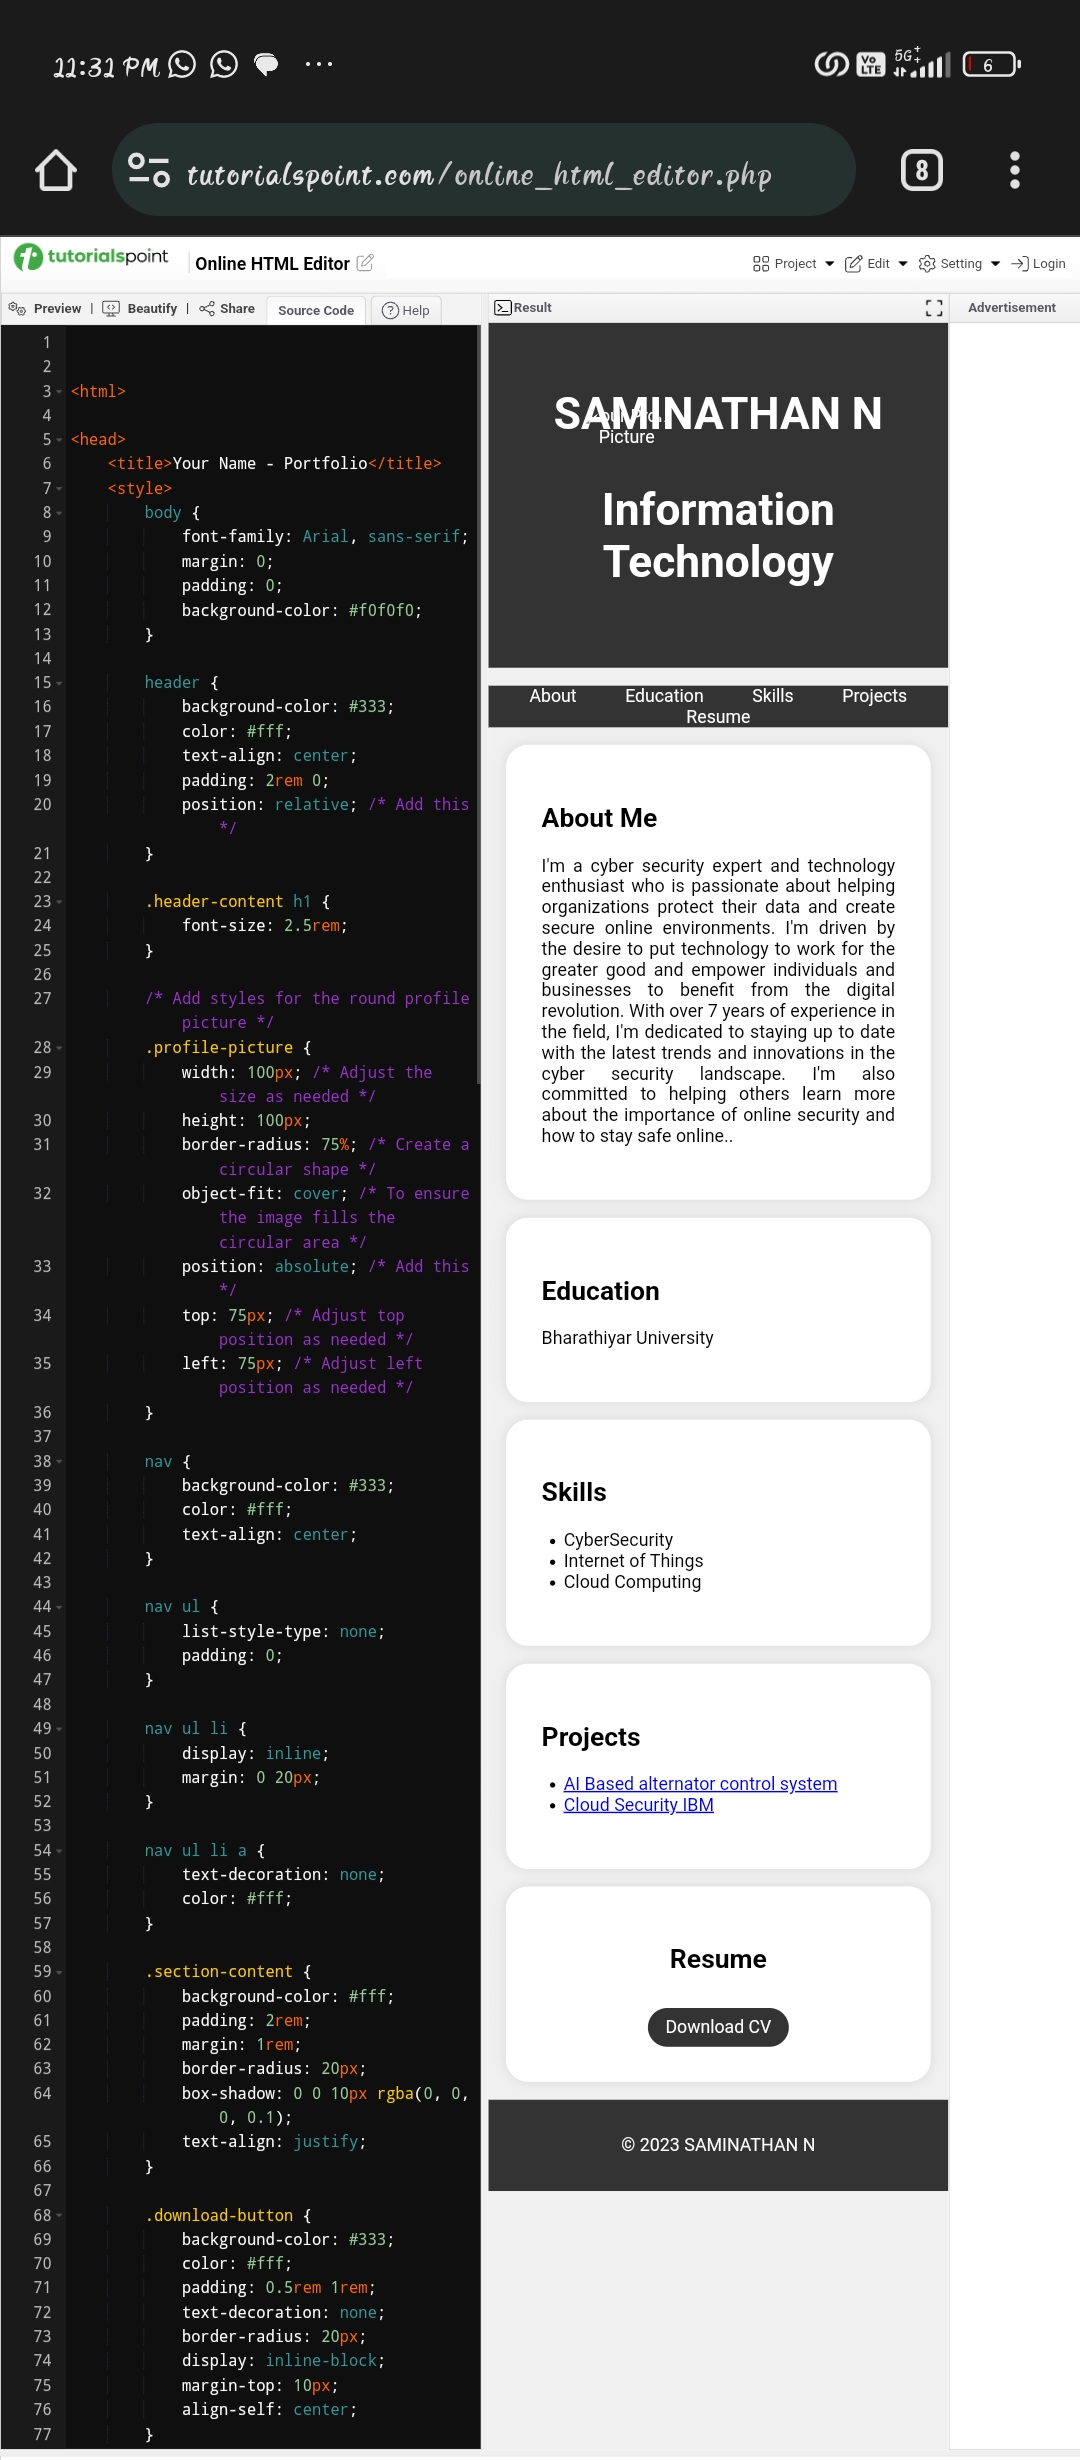 11:31 PM
5G+
Vo LTE
6
tutorialspoint.com/online_html_editor.php
8
tutorialspoint
Online HTML Editor
Project
Edit
Setting
Login
Preview | Beautify | Share
Source Code
Help
Result
Advertisement
1
2
3 <html>
4
5 <head>
6 <title>Your Name - Portfolio</title>
7 <style>
8 body {
9 font-family: Arial, sans-serif;
10 margin: 0;
11 padding: 0;
12 background-color: #f0f0f0;
13 }
14
15 header {
16 background-color: #333;
17 color: #fff;
18 text-align: center;
19 padding: 2rem 0;
20 position: relative; /* Add this
*/
21 }
22
23 .header-content h1 {
24 font-size: 2.5rem;
25 }
26
27 /* Add styles for the round profile
picture */
28 .profile-picture {
29 width: 100px; /* Adjust the
size as needed */
30 height: 100px;
31 border-radius: 75%; /* Create a
circular shape */
32 object-fit: cover; /* To ensure
the image fills the
circular area */
33 position: absolute; /* Add this
*/
34 top: 75px; /* Adjust top
position as needed */
35 left: 75px; /* Adjust left
position as needed */
36 }
37
38 nav {
39 background-color: #333;
40 color: #fff;
41 text-align: center;
42 }
43
44 nav ul {
45 list-style-type: none;
46 padding: 0;
47 }
48
49 nav ul li {
50 display: inline;
51 margin: 0 20px;
52 }
53
54 nav ul li a {
55 text-decoration: none;
56 color: #fff;
57 }
58
59 .section-content {
60 background-color: #fff;
61 padding: 2rem;
62 margin: 1rem;
63 border-radius: 20px;
64 box-shadow: 0 0 10px rgba(0, 0,
0, 0.1);
65 text-align: justify;
66 }
67
68 .download-button {
69 background-color: #333;
70 color: #fff;
71 padding: 0.5rem 1rem;
72 text-decoration: none;
73 border-radius: 20px;
74 display: inline-block;
75 margin-top: 10px;
76 align-self: center;
77 }
SAMINATHAN N
Picture
Information
Technology
About Education Skills Projects
Resume
About Me
I'm a cyber security expert and technology
enthusiast who is passionate about helping
organizations protect their data and create
secure online environments. I'm driven by
the desire to put technology to work for the
greater good and empower individuals and
businesses to benefit from the digital
revolution. With over 7 years of experience in
the field, I'm dedicated to staying up to date
with the latest trends and innovations in the
cyber security landscape. I'm also
committed to helping others learn more
about the importance of online security and
how to stay safe online..
Education
Bharathiyar University
Skills
• CyberSecurity
• Internet of Things
• Cloud Computing
Projects
• AI Based alternator control system
• Cloud Security IBM
Resume
Download CV
© 2023 SAMINATHAN N